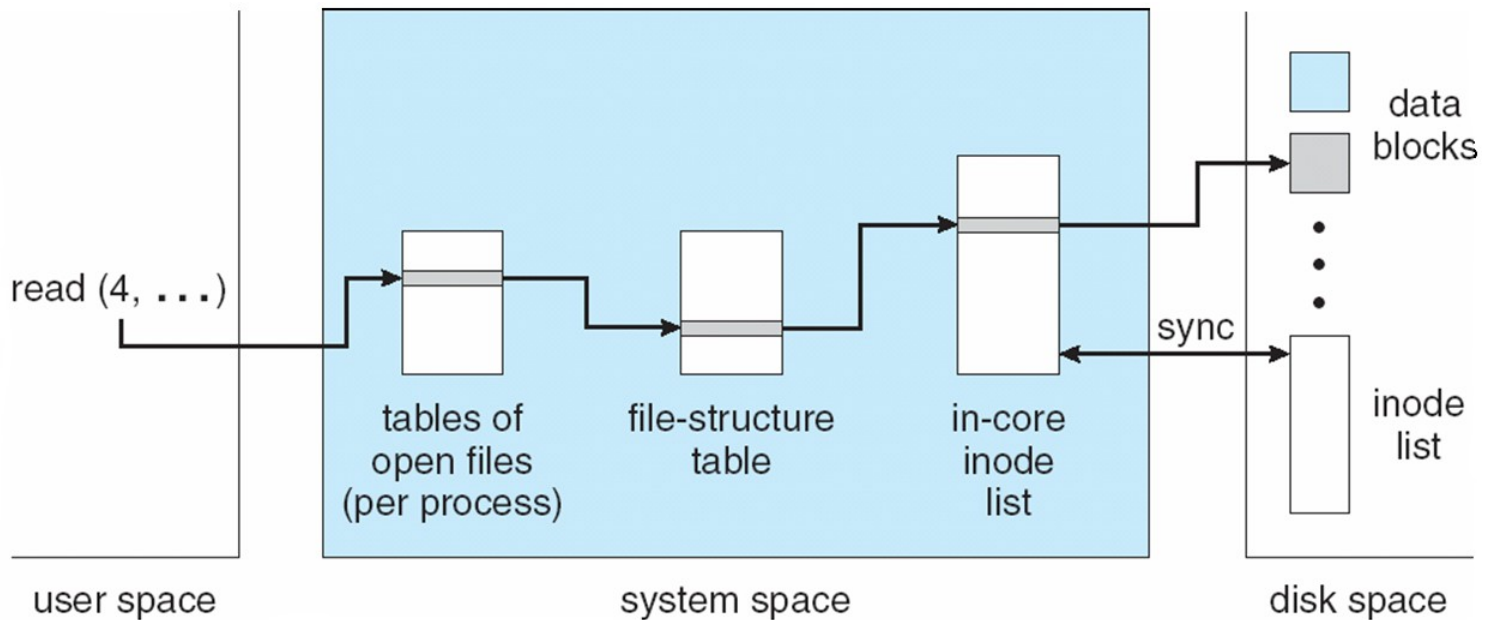 data
blocks
read (4, ...)
sync
tables of
open files
(per process)
file-structure
table
in-core
inode
list
inode
list
user space
system space
disk space